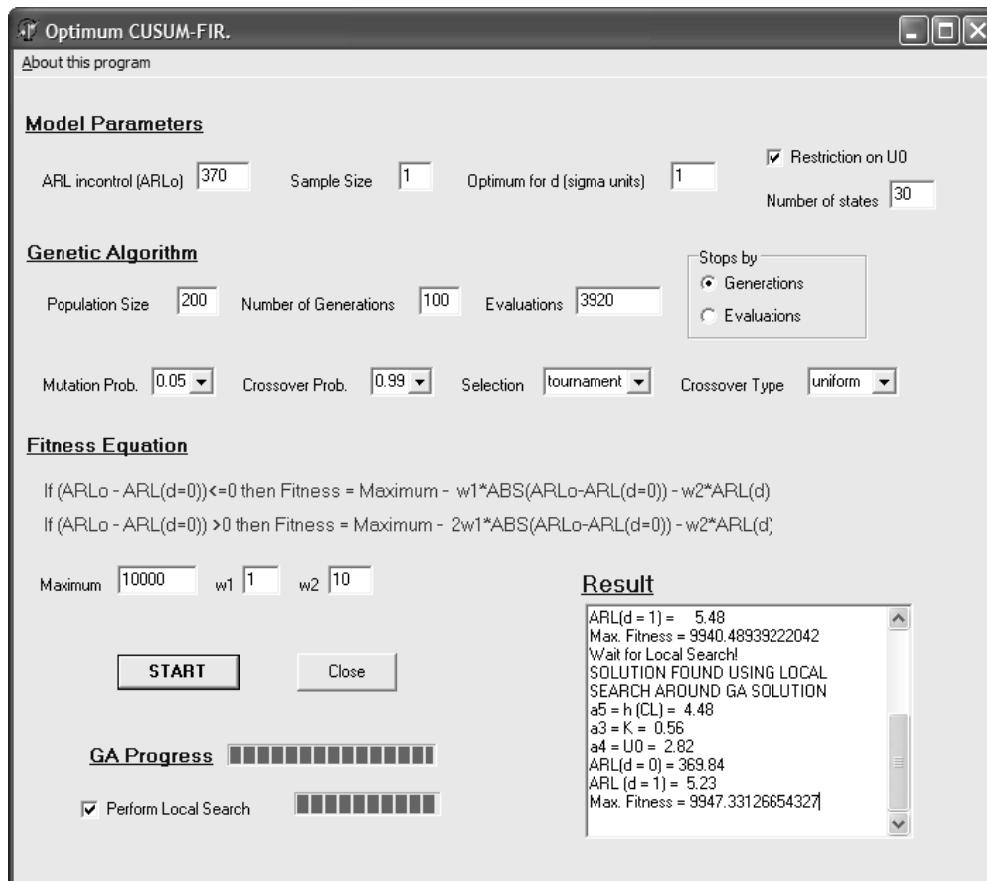 Optimum CUSUM-FIR.
About this program
Model Parameters
ARL incontrol (ARLo) 370 Sample Size 1 Optimum for d (sigma units) 1
Restriction on U0
Number of states 30
Genetic Algorithm
Population Size 200 Number of Generations 100 Evaluations 3920
Stops by
Generations
Evaluations
Mutation Prob. 0.05 Crossover Prob. 0.99 Selection tournament Crossover Type uniform
Fitness Equation
If (ARLo - ARL(d=0))<=0 then Fitness = Maximum - w1*ABS(ARLo-ARL(d=0)) - w2*ARL(d)
If (ARLo - ARL(d=0)) >0 then Fitness = Maximum - 2w1*ABS(ARLo-ARL(d=0)) - w2*ARL(d)
Maximum 10000 w1 1 w2 10
START
Close
GA Progress
Perform Local Search
Result
ARL(d = 1) = 5.48
Max. Fitness = 9940.48939222042
Wait for Local Search!
SOLUTION FOUND USING LOCAL
SEARCH AROUND GA SOLUTION
a5 = h (CL) = 4.48
a3 = K = 0.56
a4 = U0 = 2.82
ARL(d = 0) = 369.84
ARL (d = 1) = 5.23
Max. Fitness = 9947.33126654327